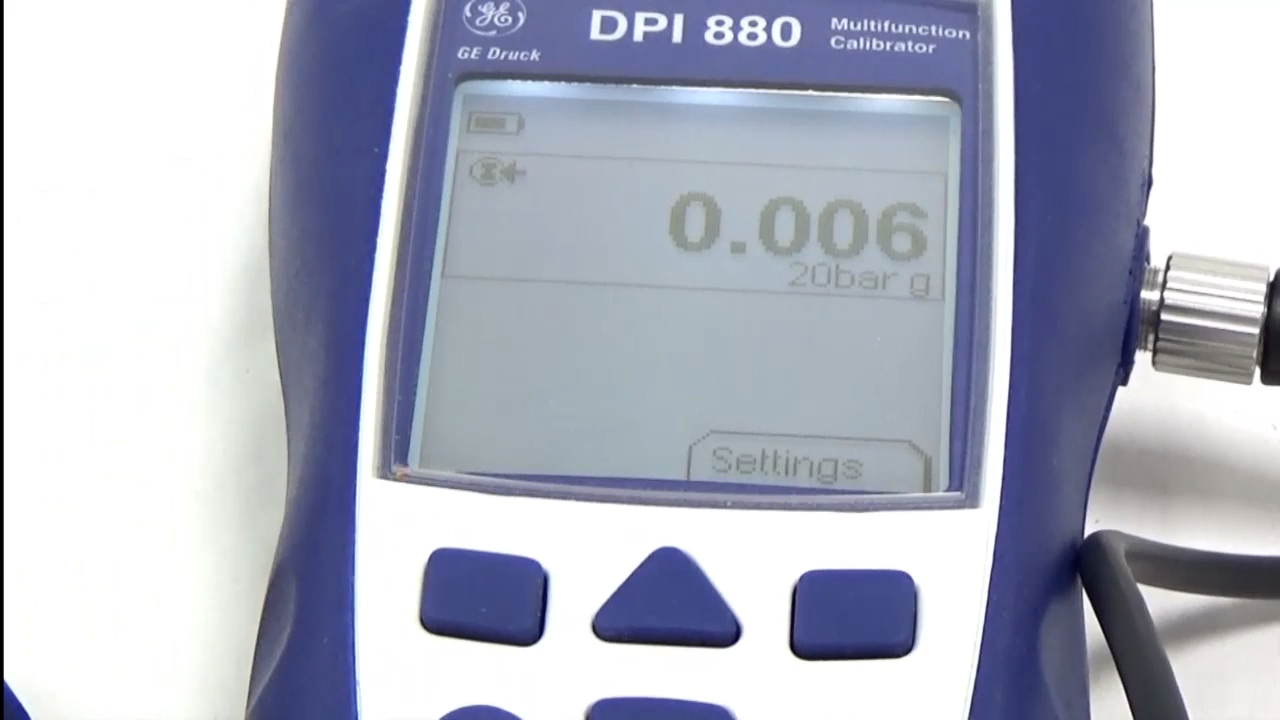 GE
DPI 880
Multifunction
Calibrator
GE Druck
0.006
20bar g
Settings